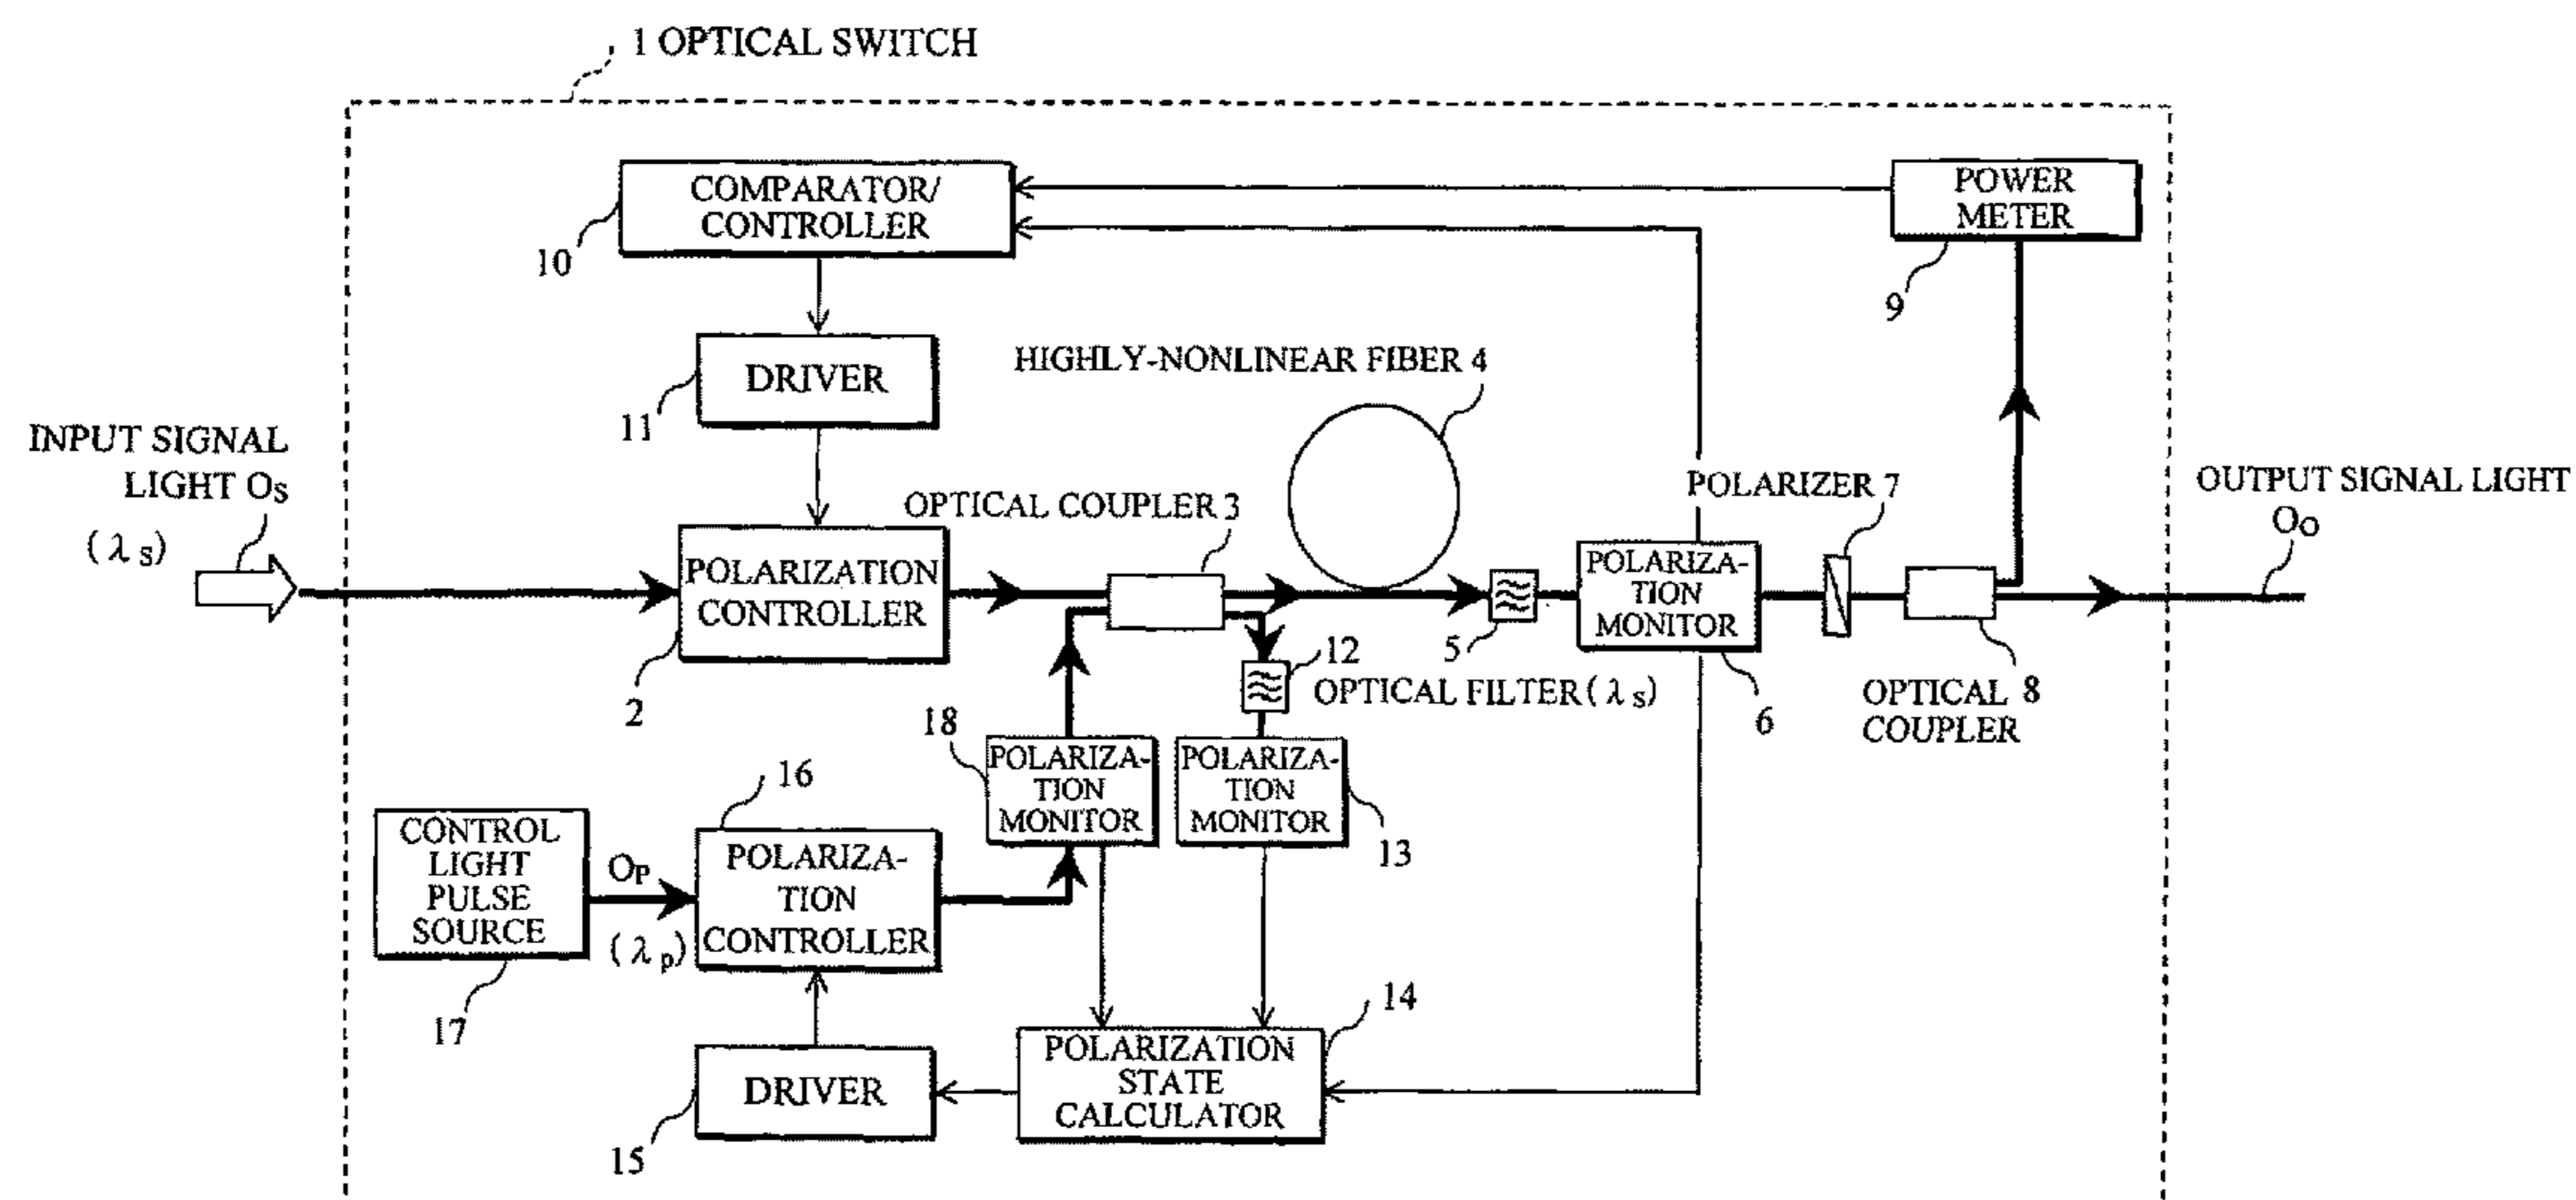 1 OPTICAL SWITCH
COMPARATOR/
CONTROLLER
10
POWER
METER
9
DRIVER
11
HIGHLY-NONLINEAR FIBER 4
INPUT SIGNAL
LIGHT OS
(λS)
OPTICAL COUPLER 3
POLARIZER 7
OUTPUT SIGNAL LIGHT
OO
POLARIZATION
CONTROLLER
2
5
POLARIZA-
TION
MONITOR
6
OPTICAL 8
COUPLER
12
OPTICAL FILTER (λS)
18
POLARIZA-
TION
MONITOR
POLARIZA-
TION
MONITOR
13
CONTROL
LIGHT
PULSE
SOURCE
17
OP
(λp)
16
POLARIZA-
TION
CONTROLLER
14
POLARIZATION
STATE
CALCULATOR
DRIVER
15